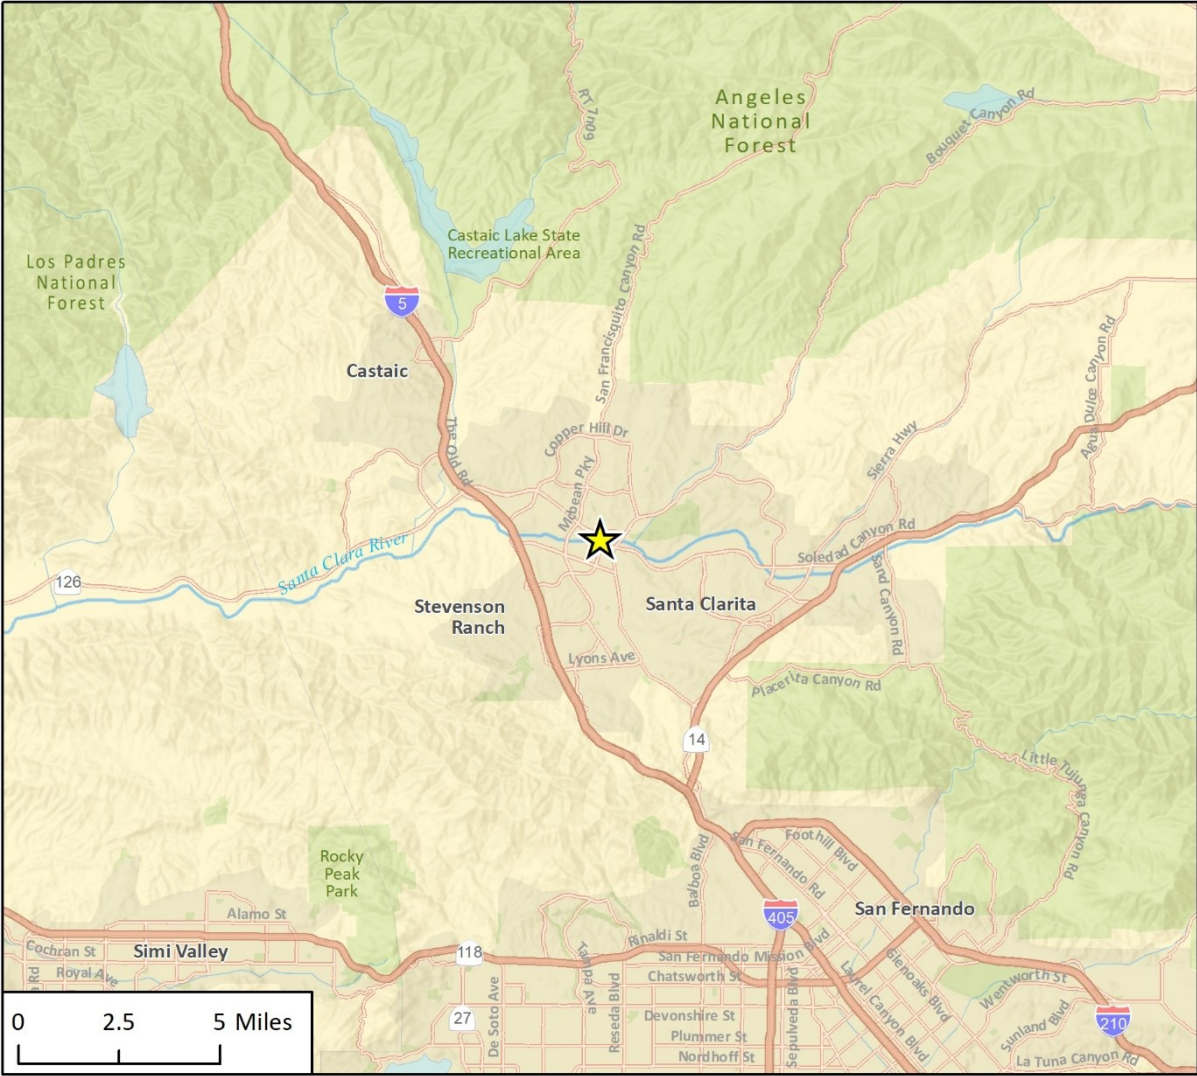 RT 7n09
Angeles
National
Forest
Bouquet Canyon Rd
Castaic Lake State
Recreational Area
San Francisquito Canyon Rd
Los Padres
National
Forest
5
Castaic
Agua Dulce Canyon Rd
The Old Rd
Copper Hill Dr
Mcbean Pky
Sierra Hwy
Soledad Canyon Rd
Santa Clara River
126
Sand Canyon Rd
Stevenson
Ranch
Santa Clarita
Lyons Ave
Placerita Canyon Rd
14
Little Tujunga Canyon Rd
Balboa Blvd
San Fernando Rd
Foothill Blvd
Rocky
Peak
Park
Alamo St
405
San Fernando
Cochran St
Simi Valley
118
Rinaldi St
San Fernando Mission Blvd
Royal Ave
a Rd
Tampa Ave
Chatsworth St
Laurel Canyon Blvd
Glenoaks Blvd
Wentworth St
De Soto Ave
Reseda Blvd
Sepulveda Blvd
27
Devonshire St
Sunland Blvd
210
Plummer St
Nordhoff St
La Tuna Canyon Rd
0 2.5 5 Miles